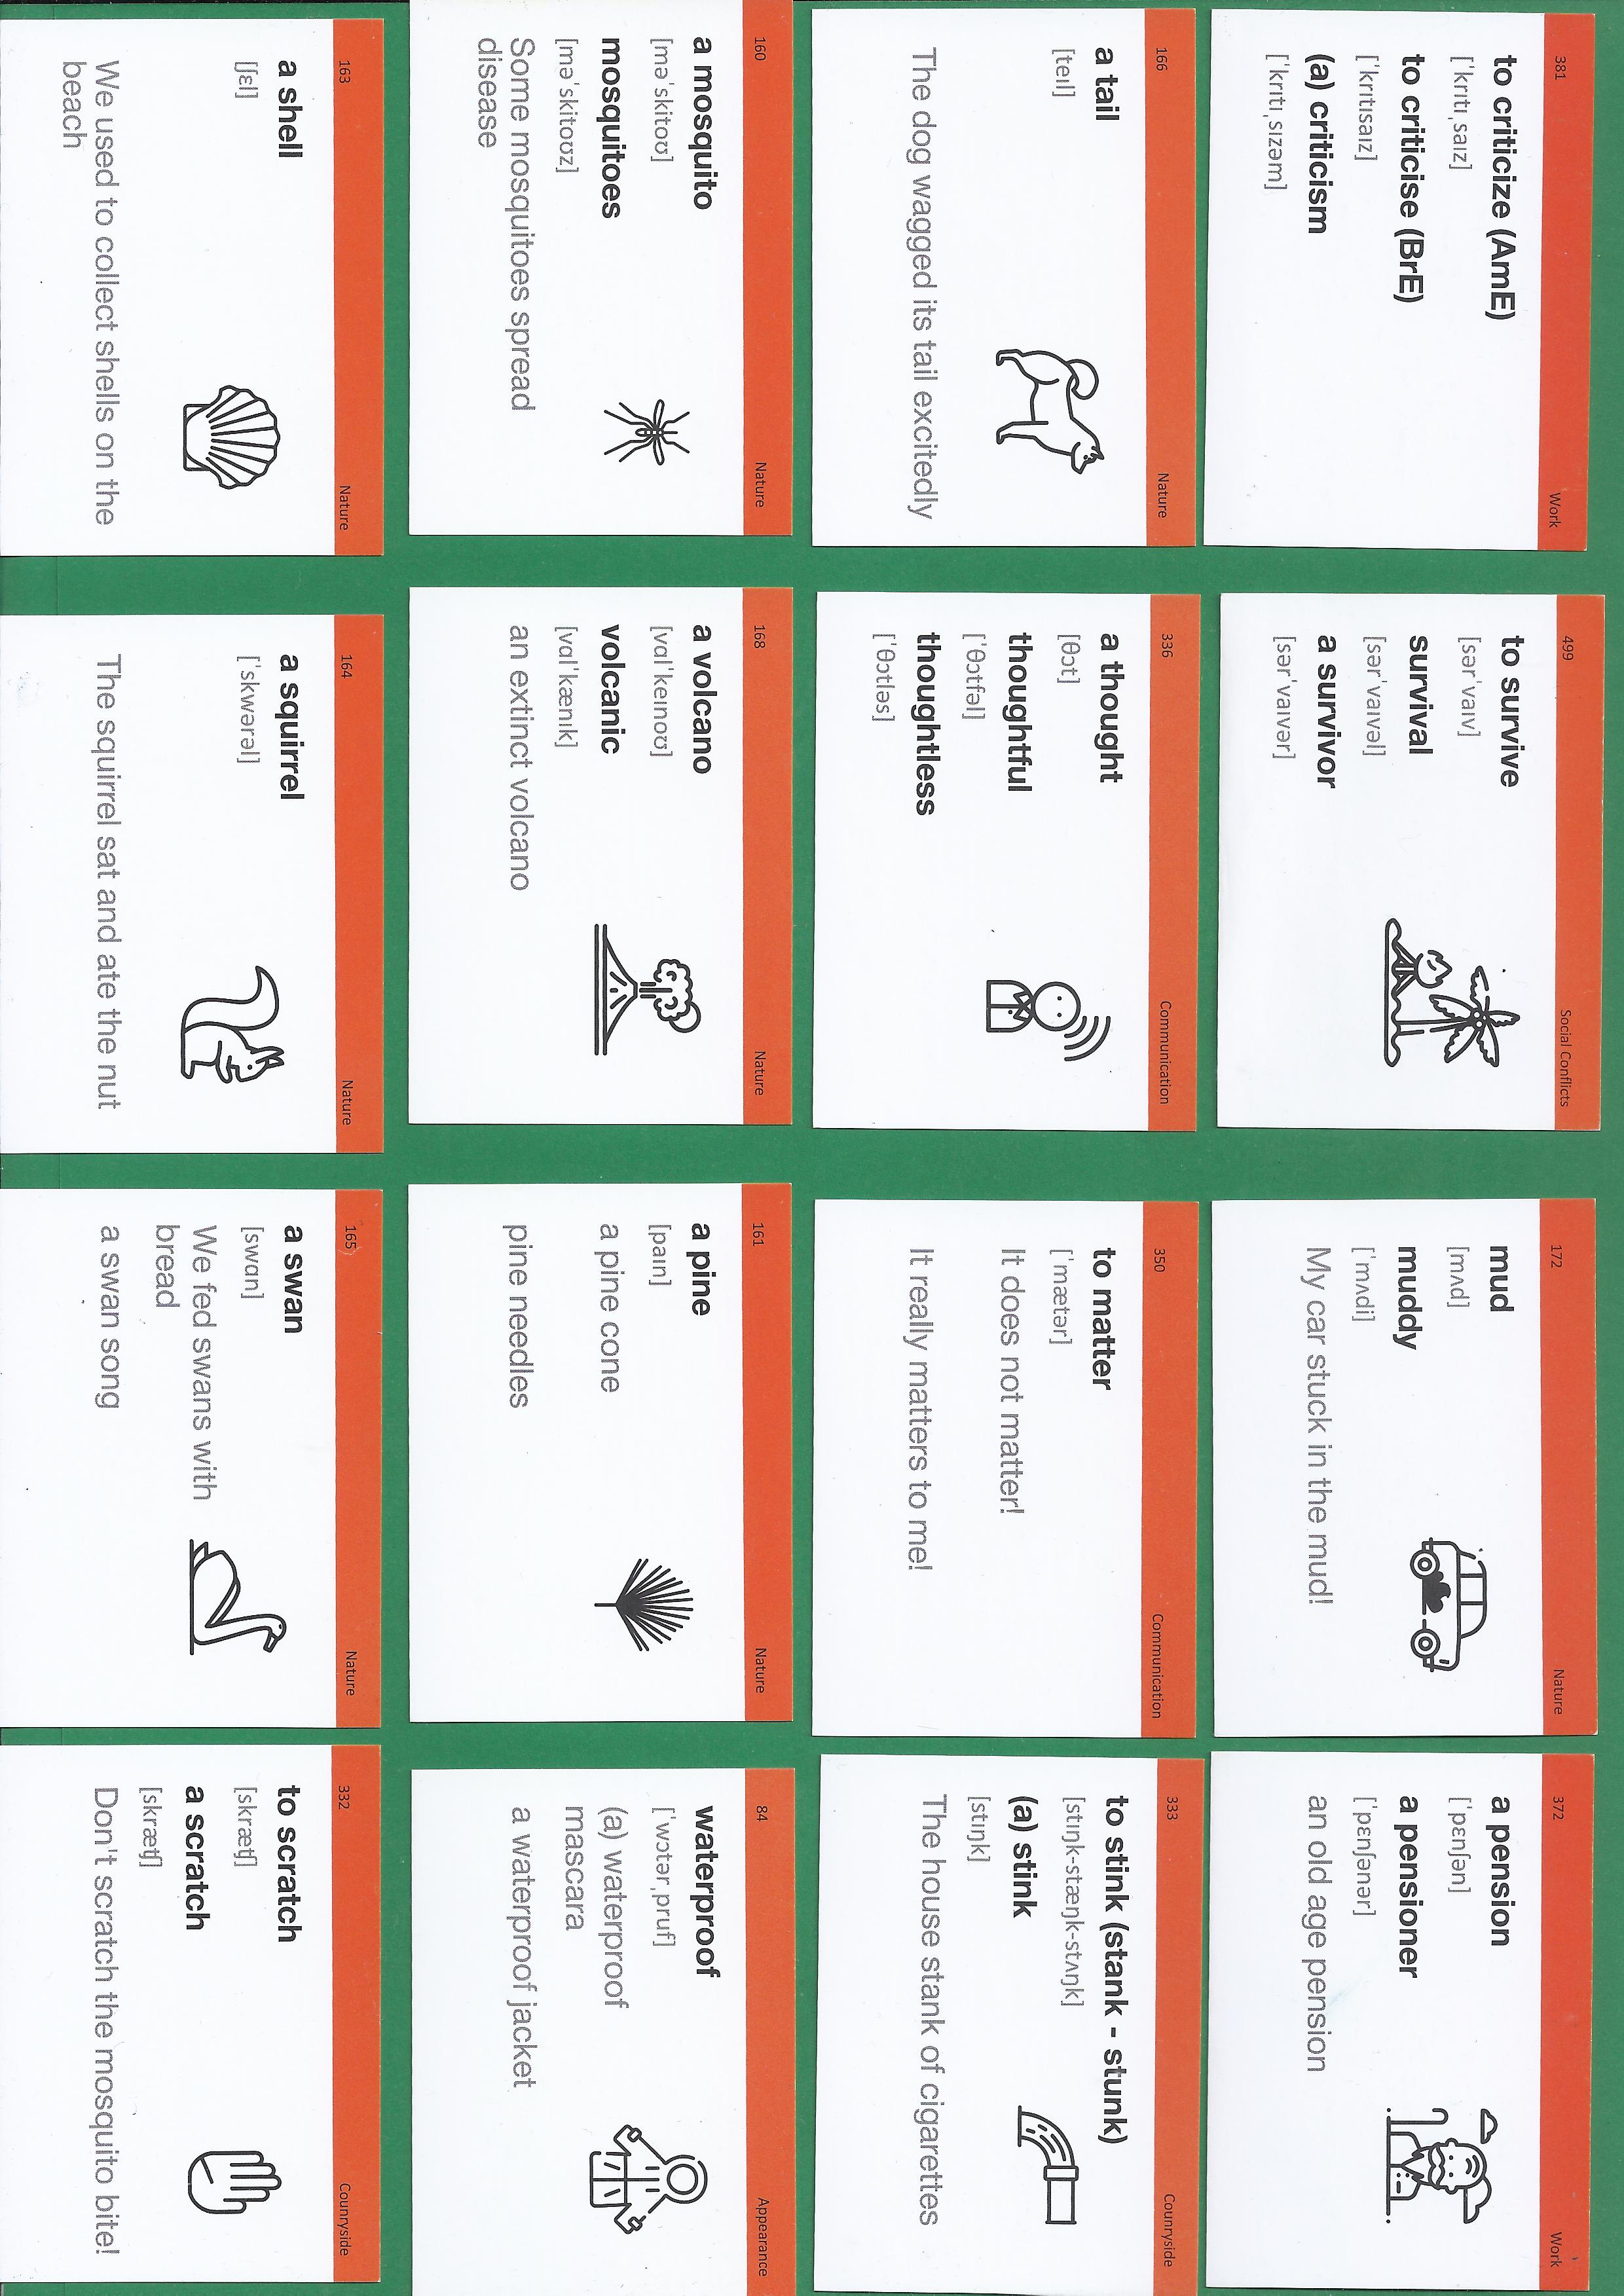 381
Work
to criticize (AmE)
[ˈkrɪtɪˌsaɪz]
to criticise (BrE)
[ˈkrɪtɪsaɪz]
(a) criticism
[ˈkrɪtɪˌsɪzəm]
499
Social Conflicts
to survive
[sərˈvaɪv]
survival
[sərˈvaɪvəl]
a survivor
[sərˈvaɪvər]
172
Nature
mud
[mʌd]
muddy
[ˈmʌdi]
My car stuck in the mud!
372
Work
a pension
[ˈpɛnʃən]
a pensioner
[ˈpɛnʃənər]
an old age pension
166
Nature
a tail
[teɪl]
The dog wagged its tail excitedly
336
Communication
a thought
[θɔt]
thoughtful
[ˈθɔtfəl]
thoughtless
[ˈθɔtləs]
350
Communication
to matter
[ˈmætər]
It does not matter!
It really matters to me!
333
Counryside
to stink (stank - stunk)
[stɪŋk-stæŋk-stʌŋk]
(a) stink
[stɪŋk]
The house stank of cigarettes
160
Nature
a mosquito
[məˈskitoʊ]
mosquitoes
[məˈskitoʊz]
Some mosquitoes spread
disease
168
Nature
a volcano
[vɑlˈkeɪnoʊ]
volcanic
[vɑlˈkænɪk]
an extinct volcano
161
Nature
a pine
[paɪn]
a pine cone
pine needles
84
Appearance
waterproof
[ˈwɔtərˌpruf]
(a) waterproof
mascara
a waterproof jacket
163
Nature
a shell
[ʃɛl]
We used to collect shells on the
beach
164
Nature
a squirrel
[ˈskwərəl]
The squirrel sat and ate the nut
165
Nature
a swan
[swɑn]
We fed swans with
bread
a swan song
332
Counryside
to scratch
[skrætʃ]
a scratch
[skrætʃ]
Don't scratch the mosquito bite!